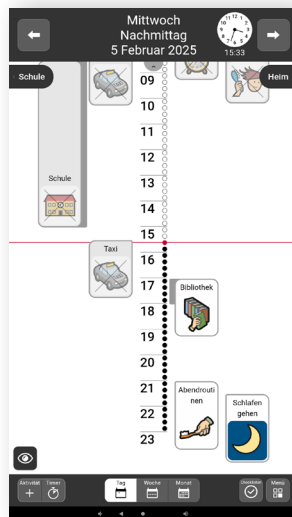 Mittwoch
Nachmittag
5 Februar 2025
15:33
Schule
Heim
09
10
11
12
13
Schule
14
15
Taxi
16
17
Bibliothek
18
19
20
21
Abendrouti
nen
Schlafen
gehen
22
23
Aktivität
Timer
Tag
Woche
Monat
Menü